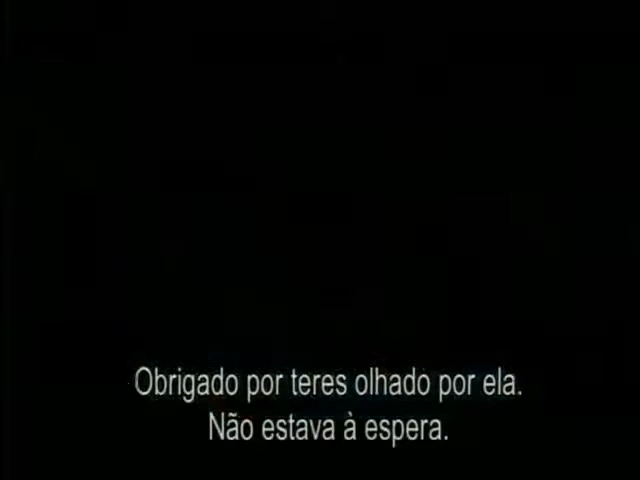 Obrigado por teres olhado por ela.
Não estava à espera.